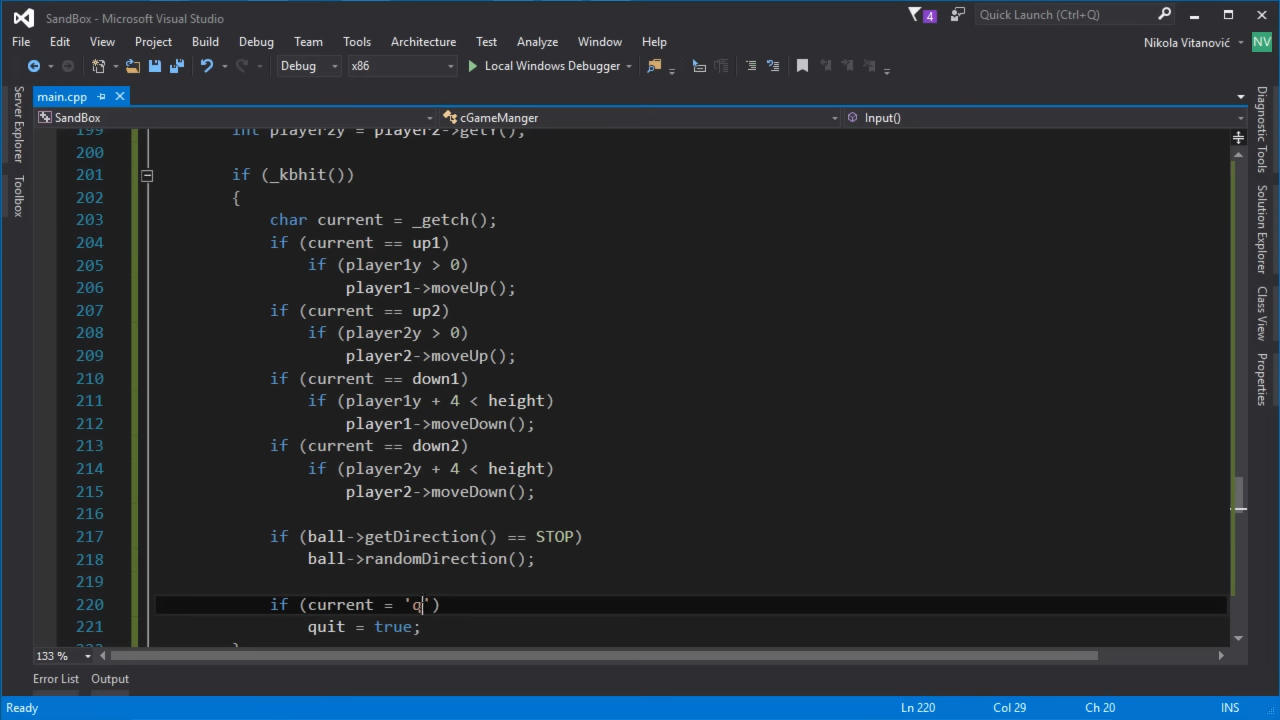 SandBox - Microsoft Visual Studio
4
Quick Launch (Ctrl+Q)
File Edit View Project Build Debug Team Tools Architecture Test Analyze Window Help
Nikola Vitanović NV
Debug x86 Local Windows Debugger
main.cpp
SandBox cGameManger Input()
Server Explorer
Toolbox
Diagnostic Tools
Solution Explorer
Class View
Properties
199 int player2y = player2->getY();
200
201 if (_kbhit())
202 {
203 char current = _getch();
204 if (current == up1)
205 if (player1y > 0)
206 player1->moveUp();
207 if (current == up2)
208 if (player2y > 0)
209 player2->moveUp();
210 if (current == down1)
211 if (player1y + 4 < height)
212 player1->moveDown();
213 if (current == down2)
214 if (player2y + 4 < height)
215 player2->moveDown();
216
217 if (ball->getDirection() == STOP)
218 ball->randomDirection();
219
220 if (current = 'q')
221 quit = true;
222 }
133 %
Error List Output
Ready Ln 220 Col 29 Ch 20 INS